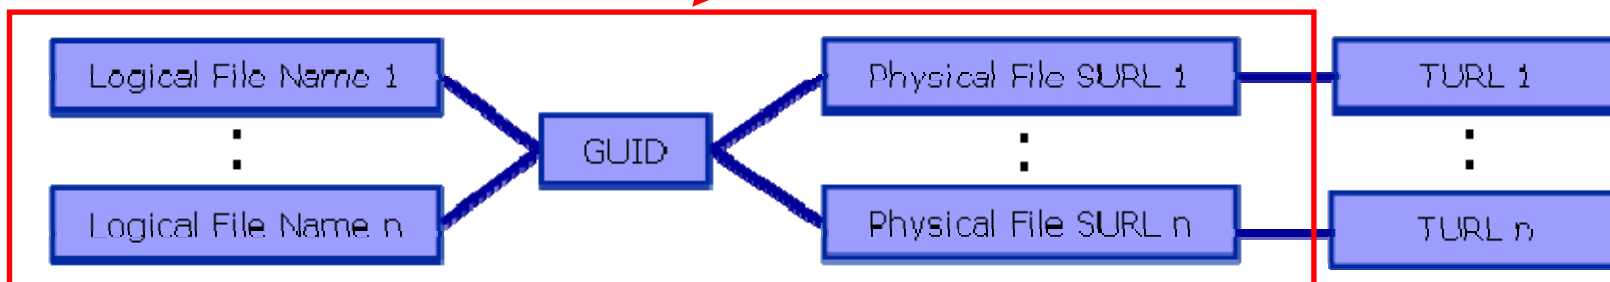 Logical File Name 1
Physical File SURL 1
TURL 1
:
:
:
GUID
Logical File Name n
Physical File SURL n
TURL n